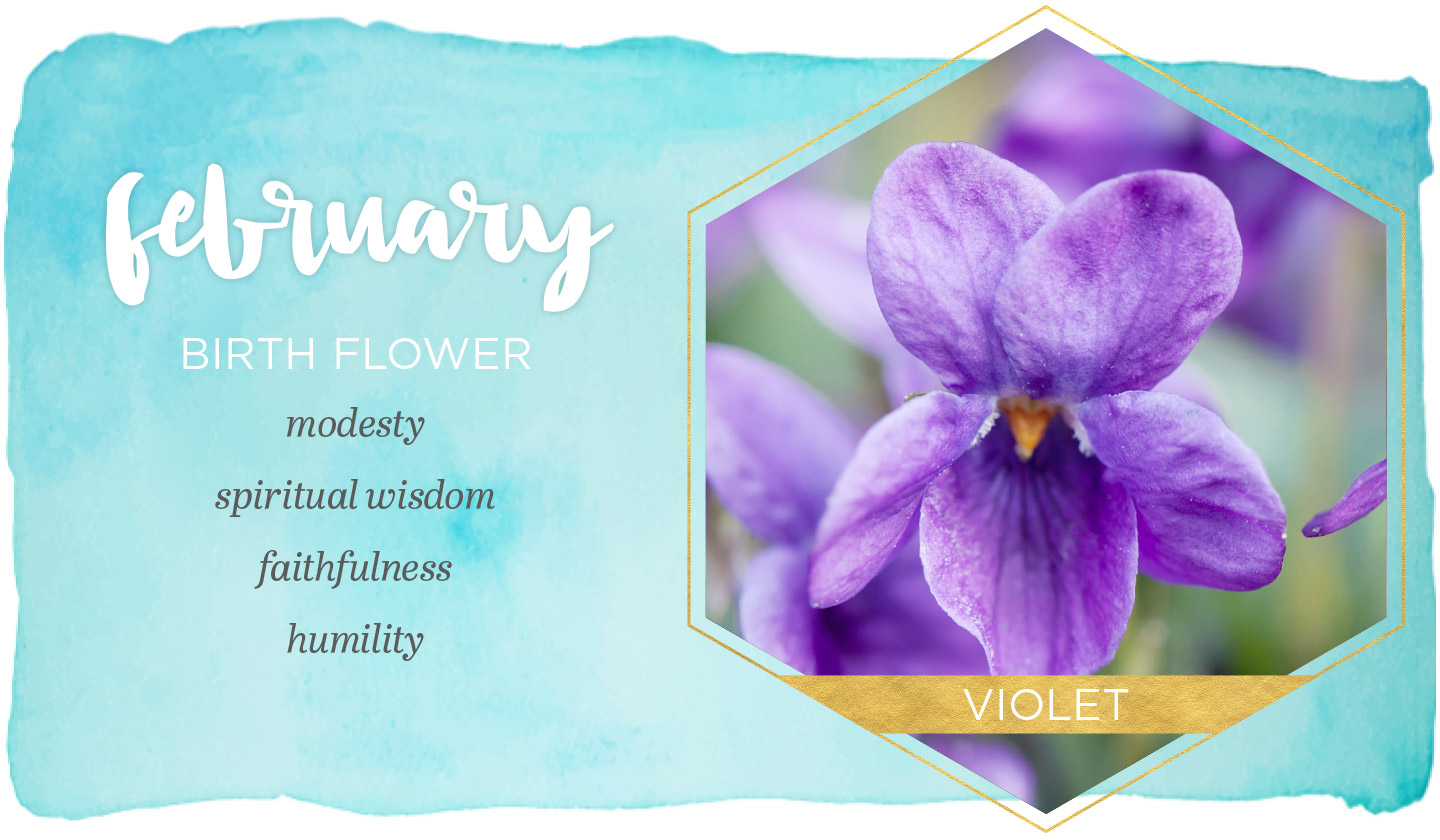 february
BIRTH FLOWER
modesty
spiritual wisdom
faithfulness
humility
VIOLET